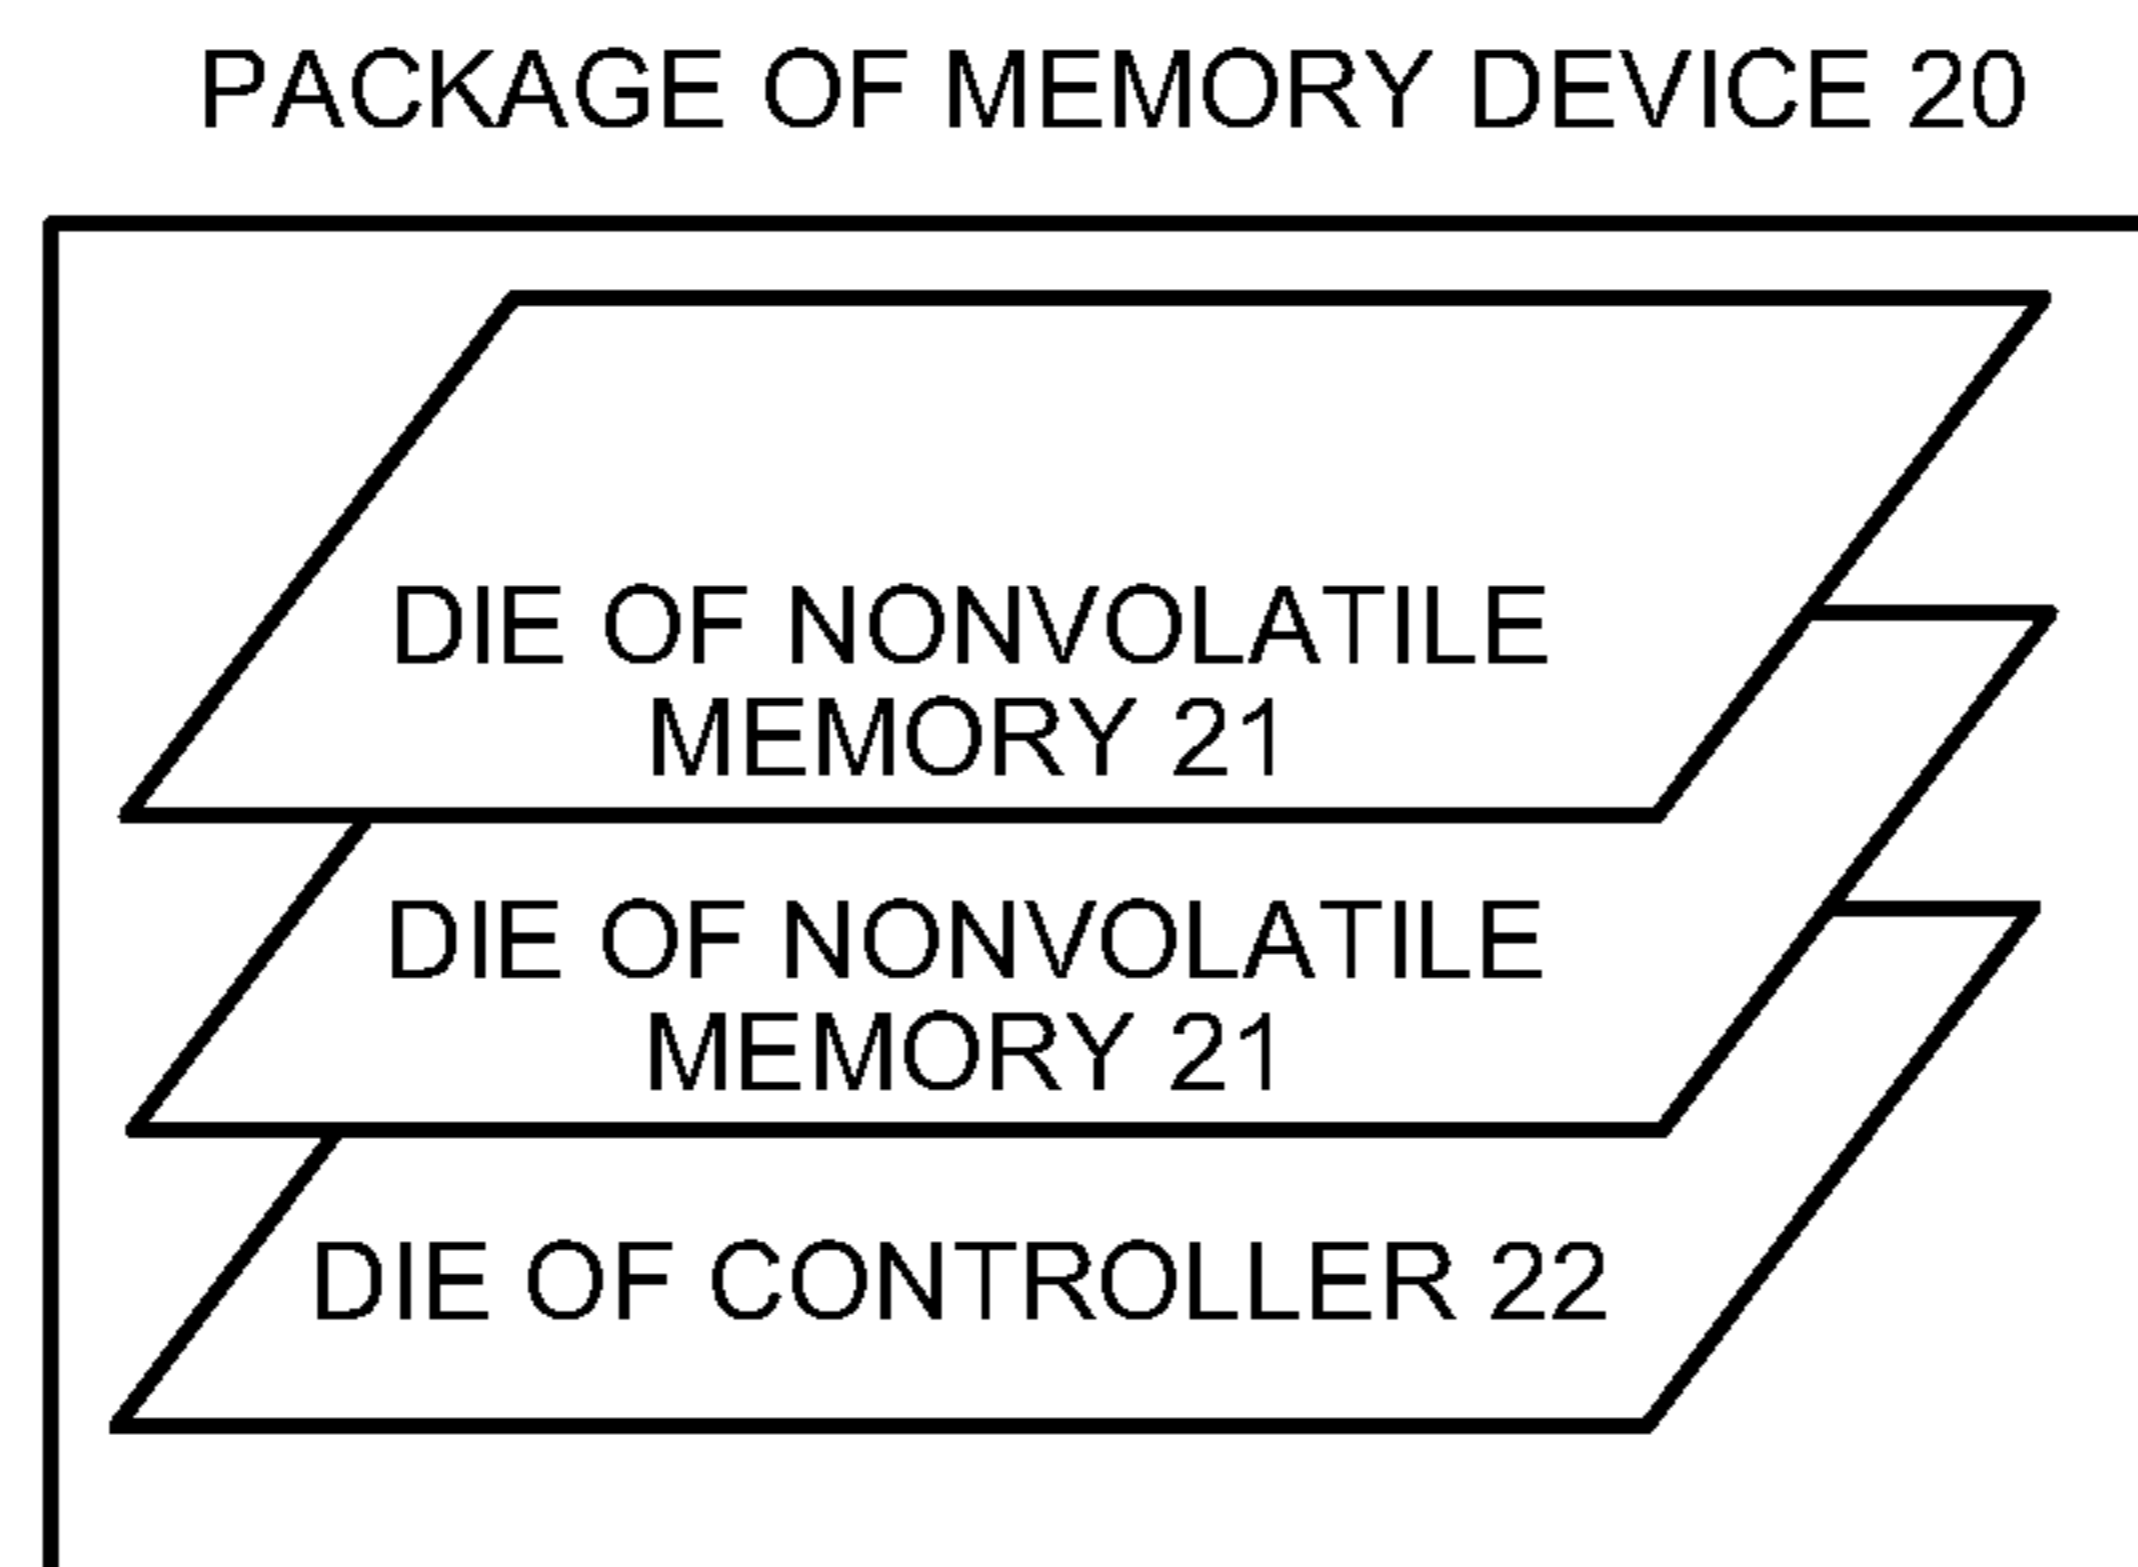 PACKAGE OF MEMORY DEVICE 20
DIE OF NONVOLATILE
MEMORY 21
DIE OF NONVOLATILE
MEMORY 21
DIE OF CONTROLLER 22